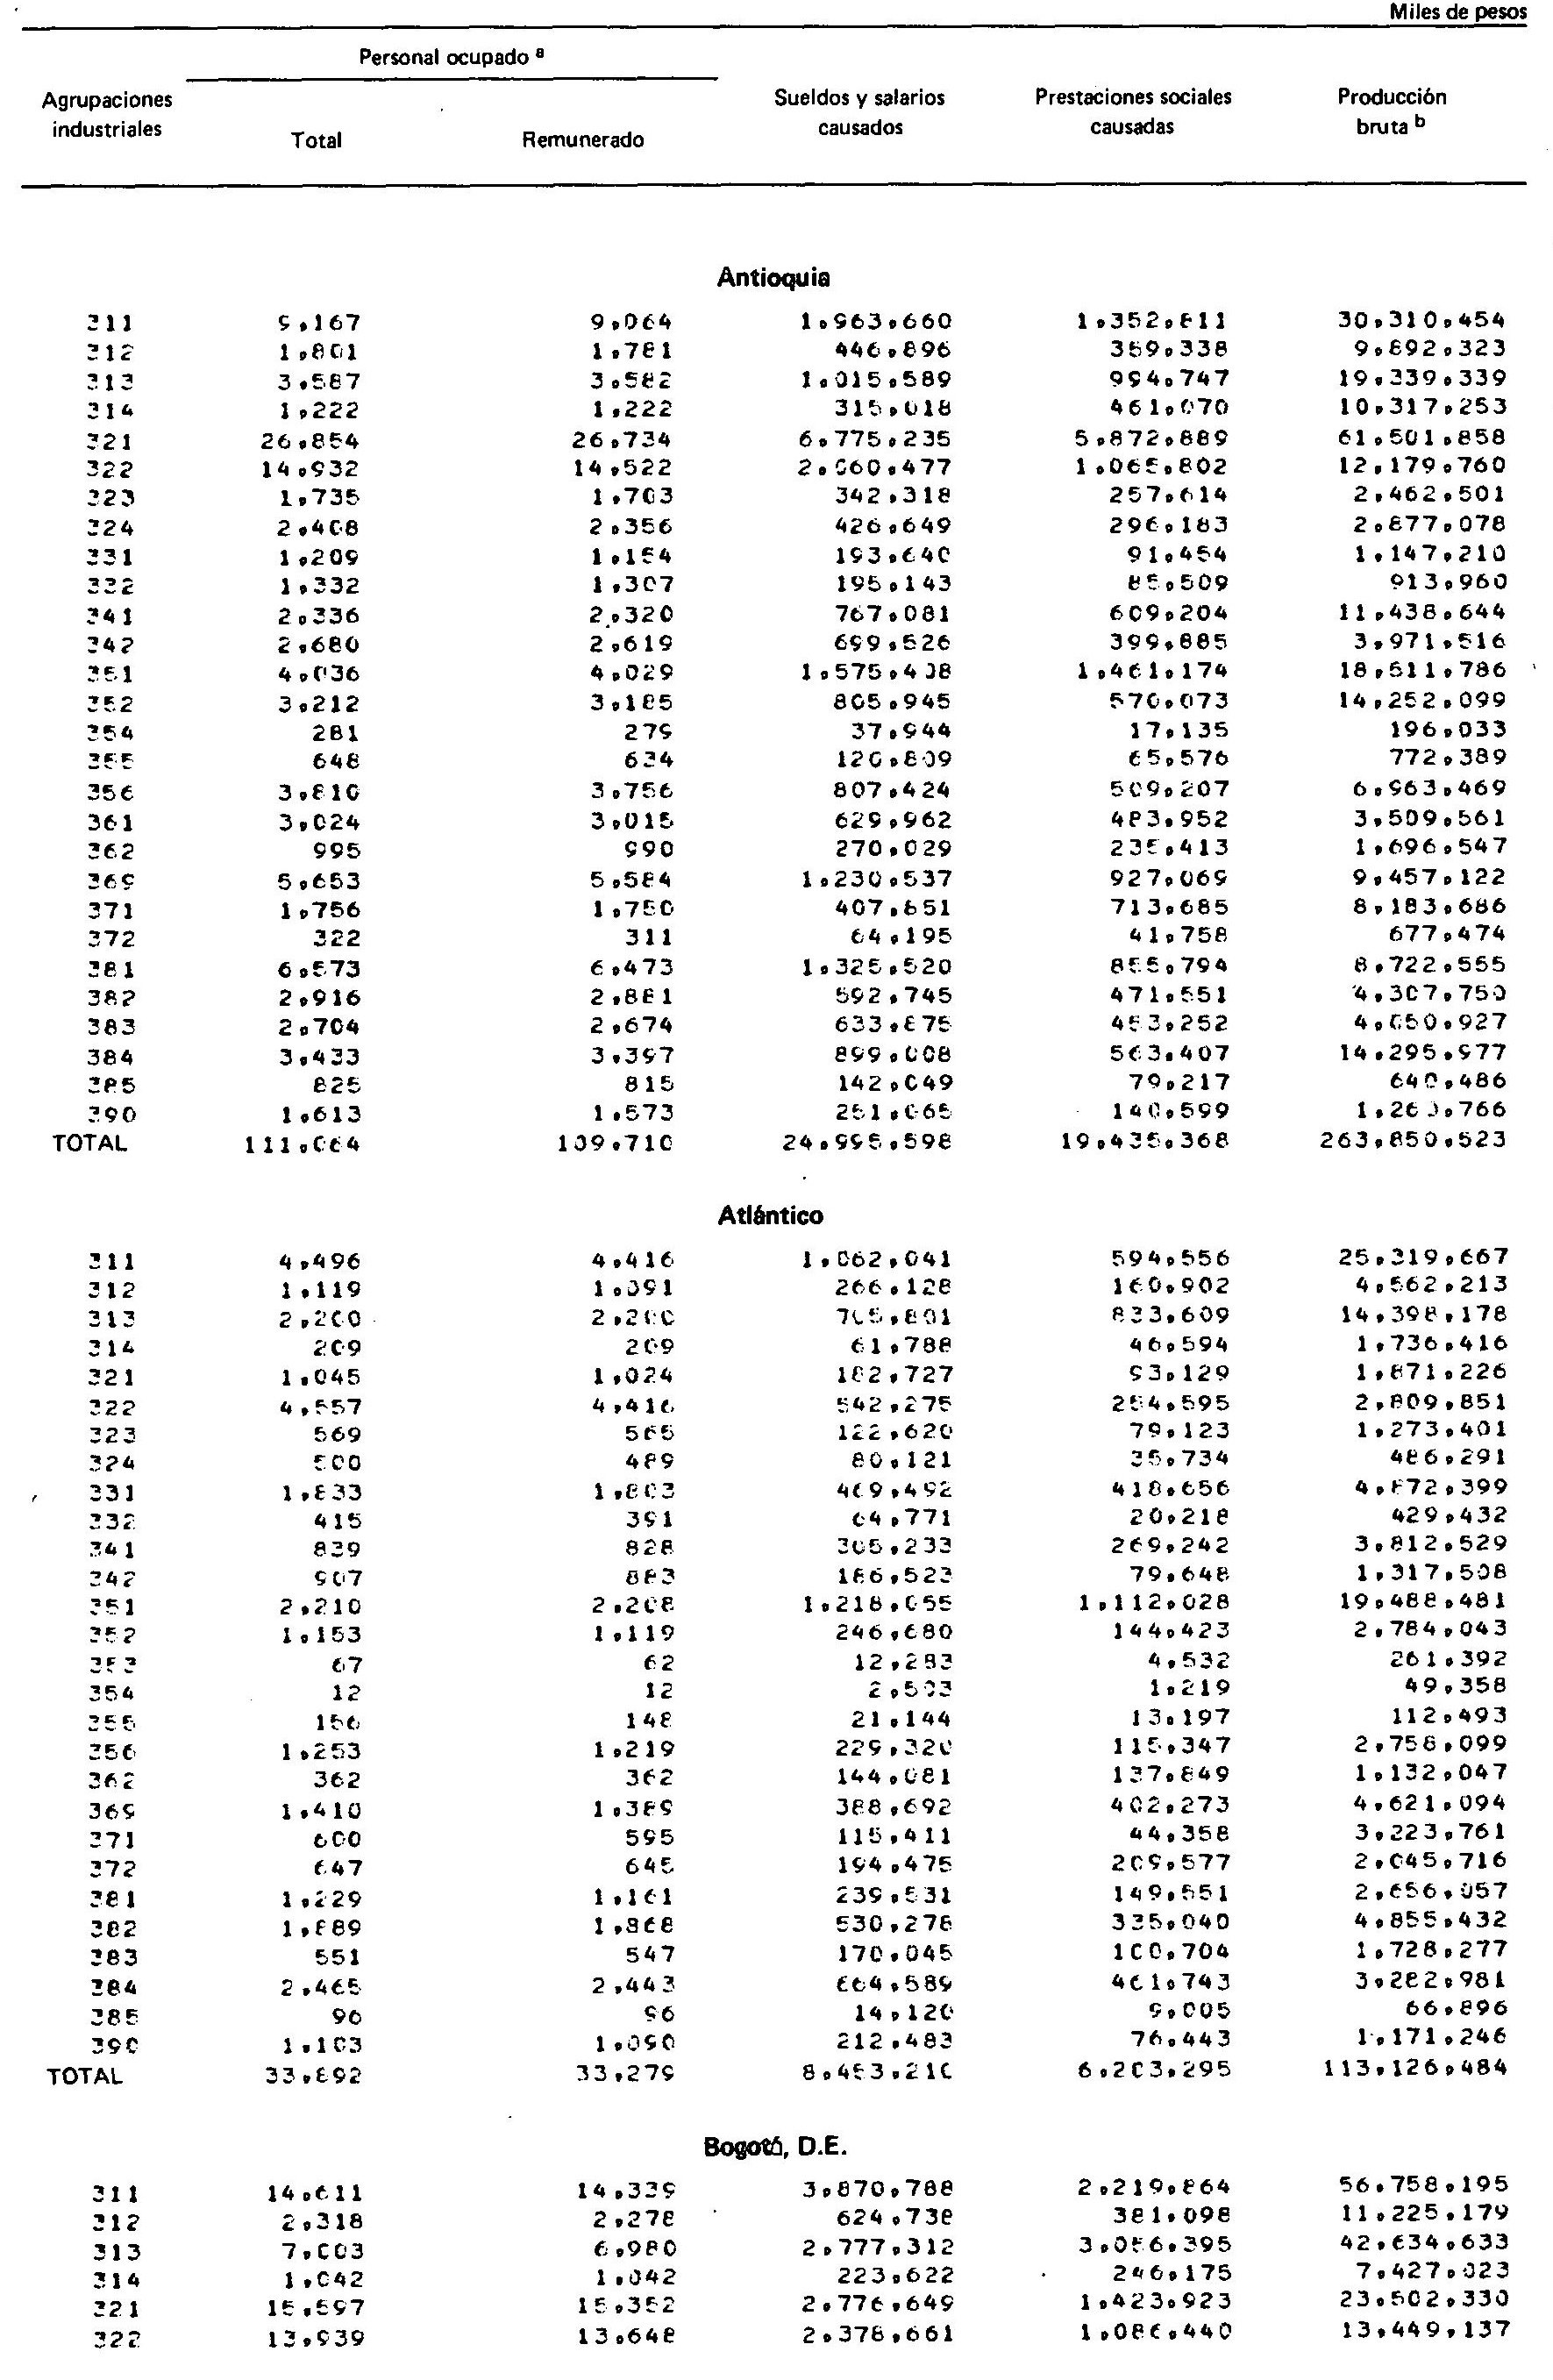 Miles de pesos
Personal ocupado a
Agrupaciones industriales Total Remunerado Sueldos y salarios causados Prestaciones sociales causadas Producción bruta b
Antioquia
311 9,167 9,064 1,963,660 1,352,811 30,310,454
312 1,801 1,781 446,896 359,338 9,892,323
313 3,587 3,582 1,015,589 994,747 19,339,339
314 1,222 1,222 315,018 461,070 10,317,253
321 26,854 26,734 6,775,235 5,872,889 61,501,858
322 14,932 14,522 2,060,477 1,065,802 12,179,760
323 1,735 1,703 342,318 257,614 2,462,501
324 2,408 2,356 426,649 296,183 2,877,078
331 1,209 1,154 193,640 91,454 1,147,210
332 1,332 1,307 195,143 85,509 913,960
341 2,336 2,320 767,081 609,204 11,438,644
342 2,680 2,619 699,526 399,885 3,971,516
351 4,036 4,029 1,575,408 1,461,174 18,511,786
352 3,212 3,185 805,945 570,073 14,252,099
354 281 279 37,944 17,135 196,033
355 648 634 120,809 65,576 772,389
356 3,810 3,756 807,424 509,207 6,963,469
361 3,024 3,015 629,962 483,952 3,509,561
362 995 990 270,029 235,413 1,696,547
369 5,653 5,584 1,230,537 927,069 9,457,122
371 1,756 1,750 407,651 713,685 8,183,686
372 322 311 64,195 41,758 677,474
381 6,573 6,473 1,325,520 855,794 8,722,555
382 2,916 2,881 592,745 471,551 4,307,750
383 2,704 2,674 633,875 453,252 4,050,927
384 3,433 3,397 899,008 563,407 14,295,977
385 825 815 142,049 79,217 640,486
390 1,613 1,573 251,065 140,599 1,260,766
TOTAL 111,064 109,710 24,995,598 19,435,368 263,850,523
Atlántico
311 4,496 4,416 1,062,041 594,556 25,319,667
312 1,119 1,091 266,128 160,902 4,562,213
313 2,200 2,200 705,801 833,609 14,398,178
314 209 209 61,788 46,594 1,736,416
321 1,045 1,024 182,727 93,129 1,871,226
322 4,557 4,416 542,275 254,595 2,809,851
323 569 565 122,620 79,123 1,273,401
324 500 489 80,121 35,734 486,291
331 1,833 1,803 469,492 418,656 4,872,399
332 415 391 64,771 20,218 429,432
341 839 828 305,233 269,242 3,812,529
342 907 883 186,523 79,648 1,317,508
351 2,210 2,208 1,218,055 1,112,028 19,488,481
352 1,153 1,119 246,680 144,423 2,784,043
353 67 62 12,283 4,532 261,392
354 12 12 2,503 1,219 49,358
355 156 148 21,144 13,197 112,493
356 1,253 1,219 229,320 115,347 2,758,099
362 362 362 144,081 137,849 1,132,047
369 1,410 1,389 388,692 402,273 4,621,094
371 600 595 115,411 44,358 3,223,761
372 647 645 194,475 209,577 2,045,716
381 1,229 1,161 239,531 149,551 2,656,057
382 1,889 1,868 530,278 335,040 4,855,432
383 551 547 170,045 100,704 1,728,277
384 2,465 2,443 664,589 461,743 3,282,981
385 96 96 14,120 9,005 66,896
390 1,103 1,090 212,483 76,443 1,171,246
TOTAL 33,892 33,279 8,453,210 6,203,295 113,126,484
Bogotá, D.E.
311 14,611 14,339 3,870,788 2,219,864 56,758,195
312 2,318 2,278 624,738 381,098 11,225,179
313 7,003 6,980 2,777,312 3,056,395 42,634,633
314 1,042 1,042 223,622 246,175 7,427,023
321 15,597 15,352 2,776,649 1,423,923 23,502,330
322 13,939 13,648 2,378,661 1,086,440 13,449,137